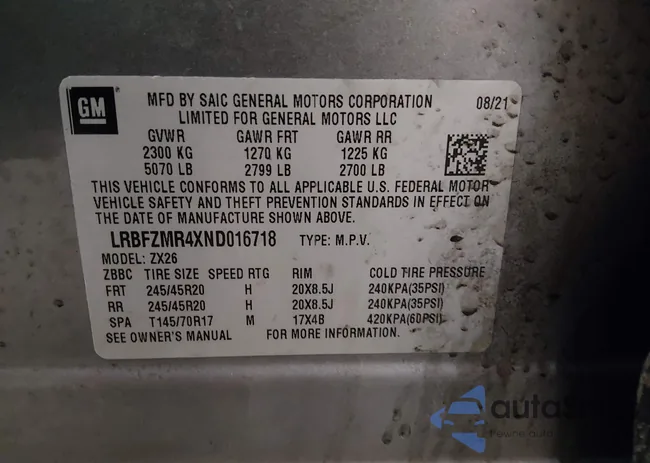 GM
MFD BY SAIC GENERAL MOTORS CORPORATION 08/21
LIMITED FOR GENERAL MOTORS LLC
GVWR GAWR FRT GAWR RR
2300 KG 1270 KG 1225 KG
5070 LB 2799 LB 2700 LB
THIS VEHICLE CONFORMS TO ALL APPLICABLE U.S. FEDERAL MOTOR
VEHICLE SAFETY AND THEFT PREVENTION STANDARDS IN EFFECT ON
THE DATE OF MANUFACTURE SHOWN ABOVE.
LRBFZMR4XND016718 TYPE: M.P.V.
MODEL: ZX26
ZBBC TIRE SIZE SPEED RTG RIM COLD TIRE PRESSURE
FRT 245/45R20 H 20X8.5J 240KPA(35PSI)
RR 245/45R20 H 20X8.5J 240KPA(35PSI)
SPA T145/70R17 M 17X4B 420KPA(60PSI)
SEE OWNER'S MANUAL FOR MORE INFORMATION.